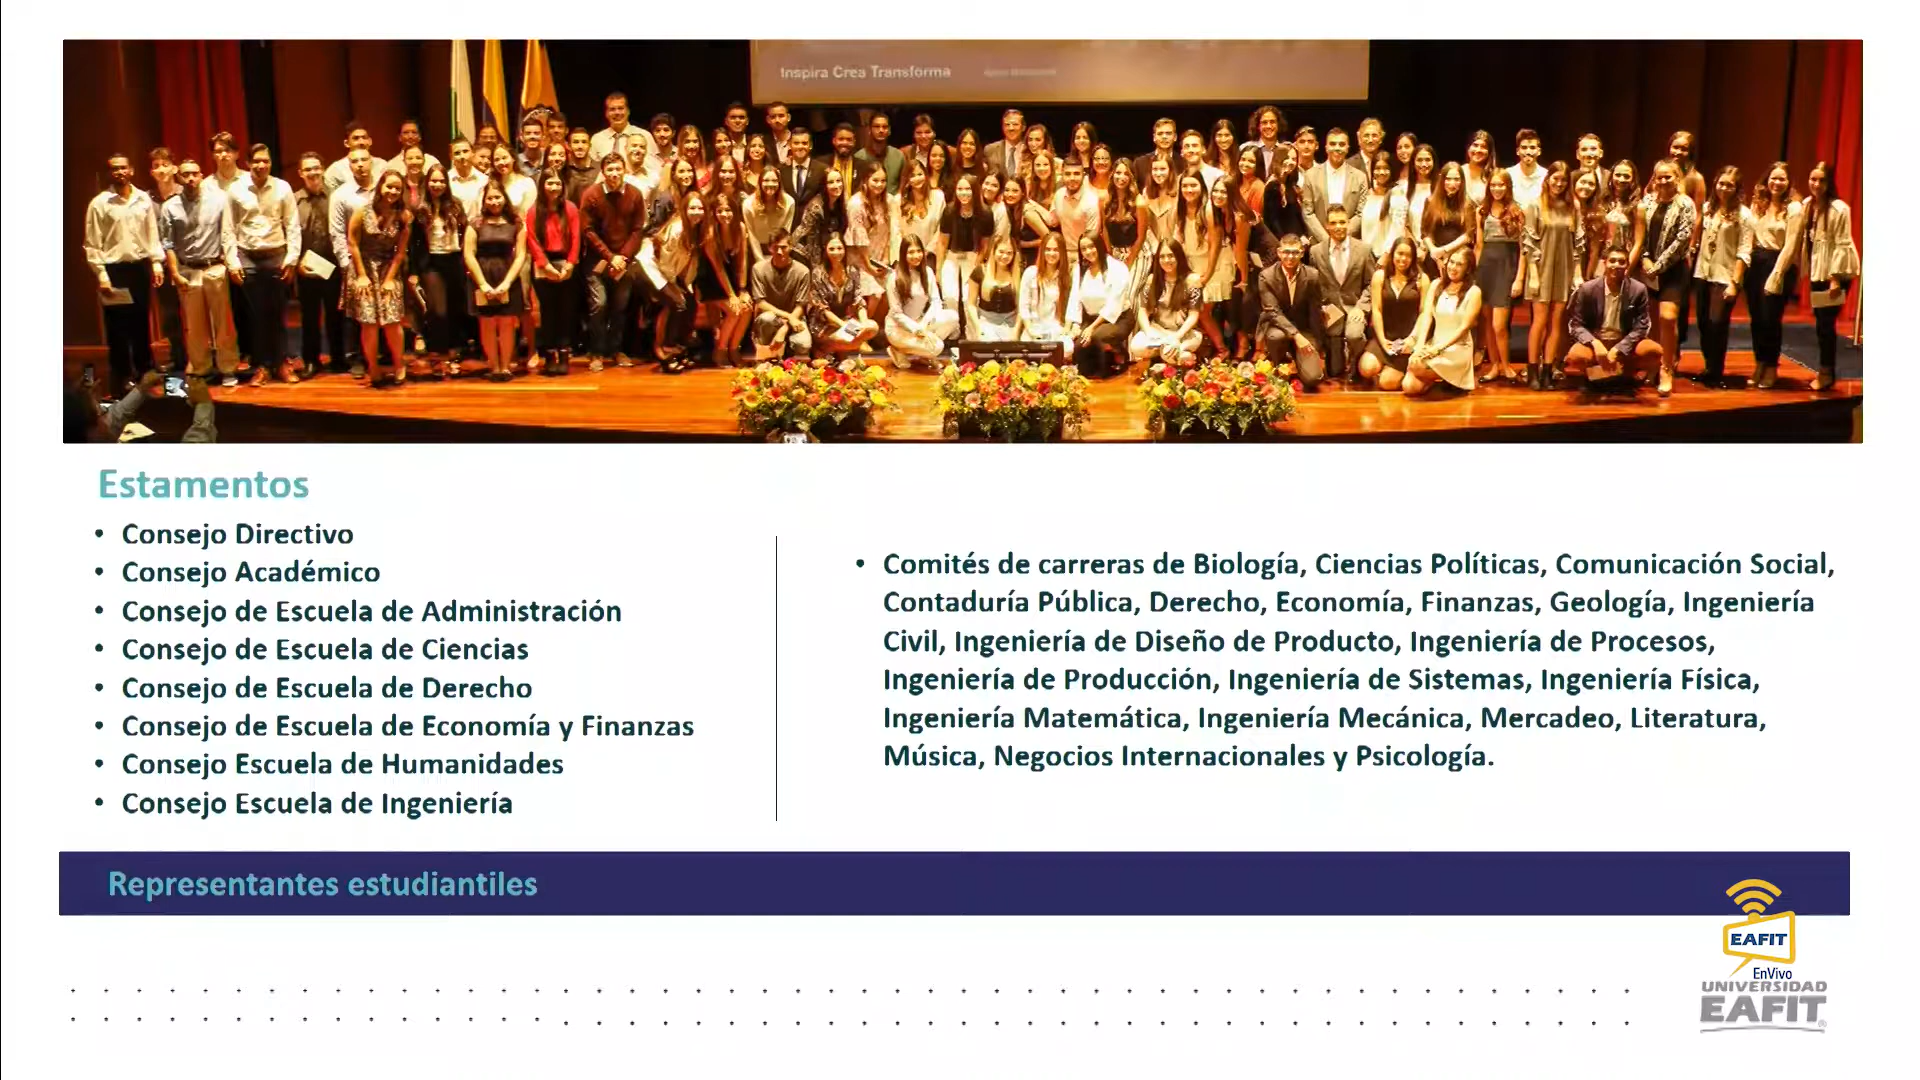 Inspira Crea Transforma
Estamentos
• Consejo Directivo
• Consejo Académico
• Consejo de Escuela de Administración
• Consejo de Escuela de Ciencias
• Consejo de Escuela de Derecho
• Consejo de Escuela de Economía y Finanzas
• Consejo Escuela de Humanidades
• Consejo Escuela de Ingeniería
• Comités de carreras de Biología, Ciencias Políticas, Comunicación Social,
Contaduría Pública, Derecho, Economía, Finanzas, Geología, Ingeniería
Civil, Ingeniería de Diseño de Producto, Ingeniería de Procesos,
Ingeniería de Producción, Ingeniería de Sistemas, Ingeniería Física,
Ingeniería Matemática, Ingeniería Mecánica, Mercadeo, Literatura,
Música, Negocios Internacionales y Psicología.
Representantes estudiantiles
EAFIT
EnVivo
UNIVERSIDAD
EAFIT®